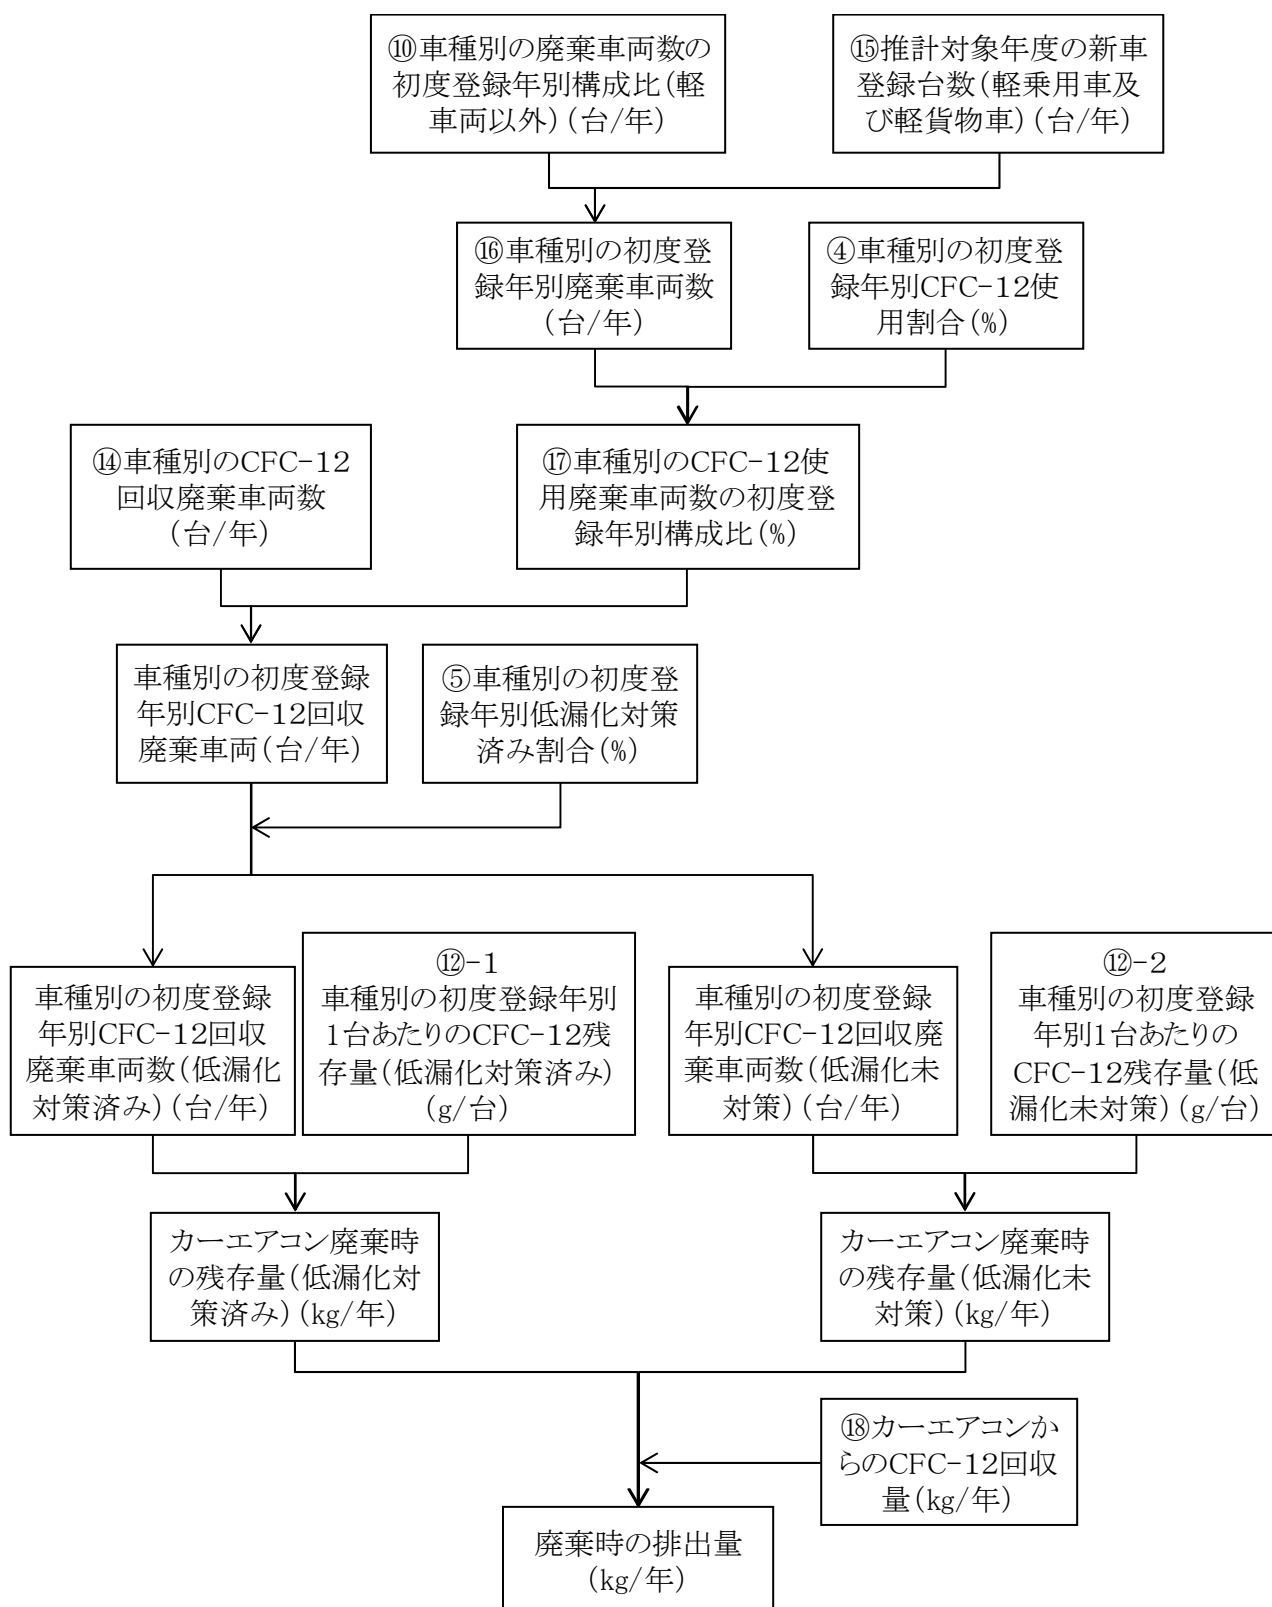 ⑩車種別の廃棄車両数の
初度登録年別構成比(軽
車両以外)(台/年)
⑮推計対象年度の新車
登録台数(軽乗用車及
び軽貨物車)(台/年)
⑯車種別の初度登
録年別廃棄車両数
(台/年)
④車種別の初度登
録年別CFC-12使
用割合(%)
⑭車種別のCFC-12
回収廃棄車両数
(台/年)
⑰車種別のCFC-12使
用廃棄車両数の初度登
録年別構成比(%)
車種別の初度登録
年別CFC-12回収
廃棄車両(台/年)
⑤車種別の初度登
録年別低漏化対策
済み割合(%)
車種別の初度登録
年別CFC-12回収
廃棄車両数(低漏化
対策済み)(台/年)
⑫-1
車種別の初度登録年別
1台あたりのCFC-12残
存量(低漏化対策済み)
(g/台)
車種別の初度登録
年別CFC-12回収廃
棄車両数(低漏化未
対策)(台/年)
⑫-2
車種別の初度登録
年別1台あたりの
CFC-12残存量(低
漏化未対策)(g/台)
カーエアコン廃棄時
の残存量(低漏化対
策済み)(kg/年)
カーエアコン廃棄時
の残存量(低漏化未
対策)(kg/年)
⑱カーエアコンか
らのCFC-12回収
量(kg/年)
廃棄時の排出量
(kg/年)